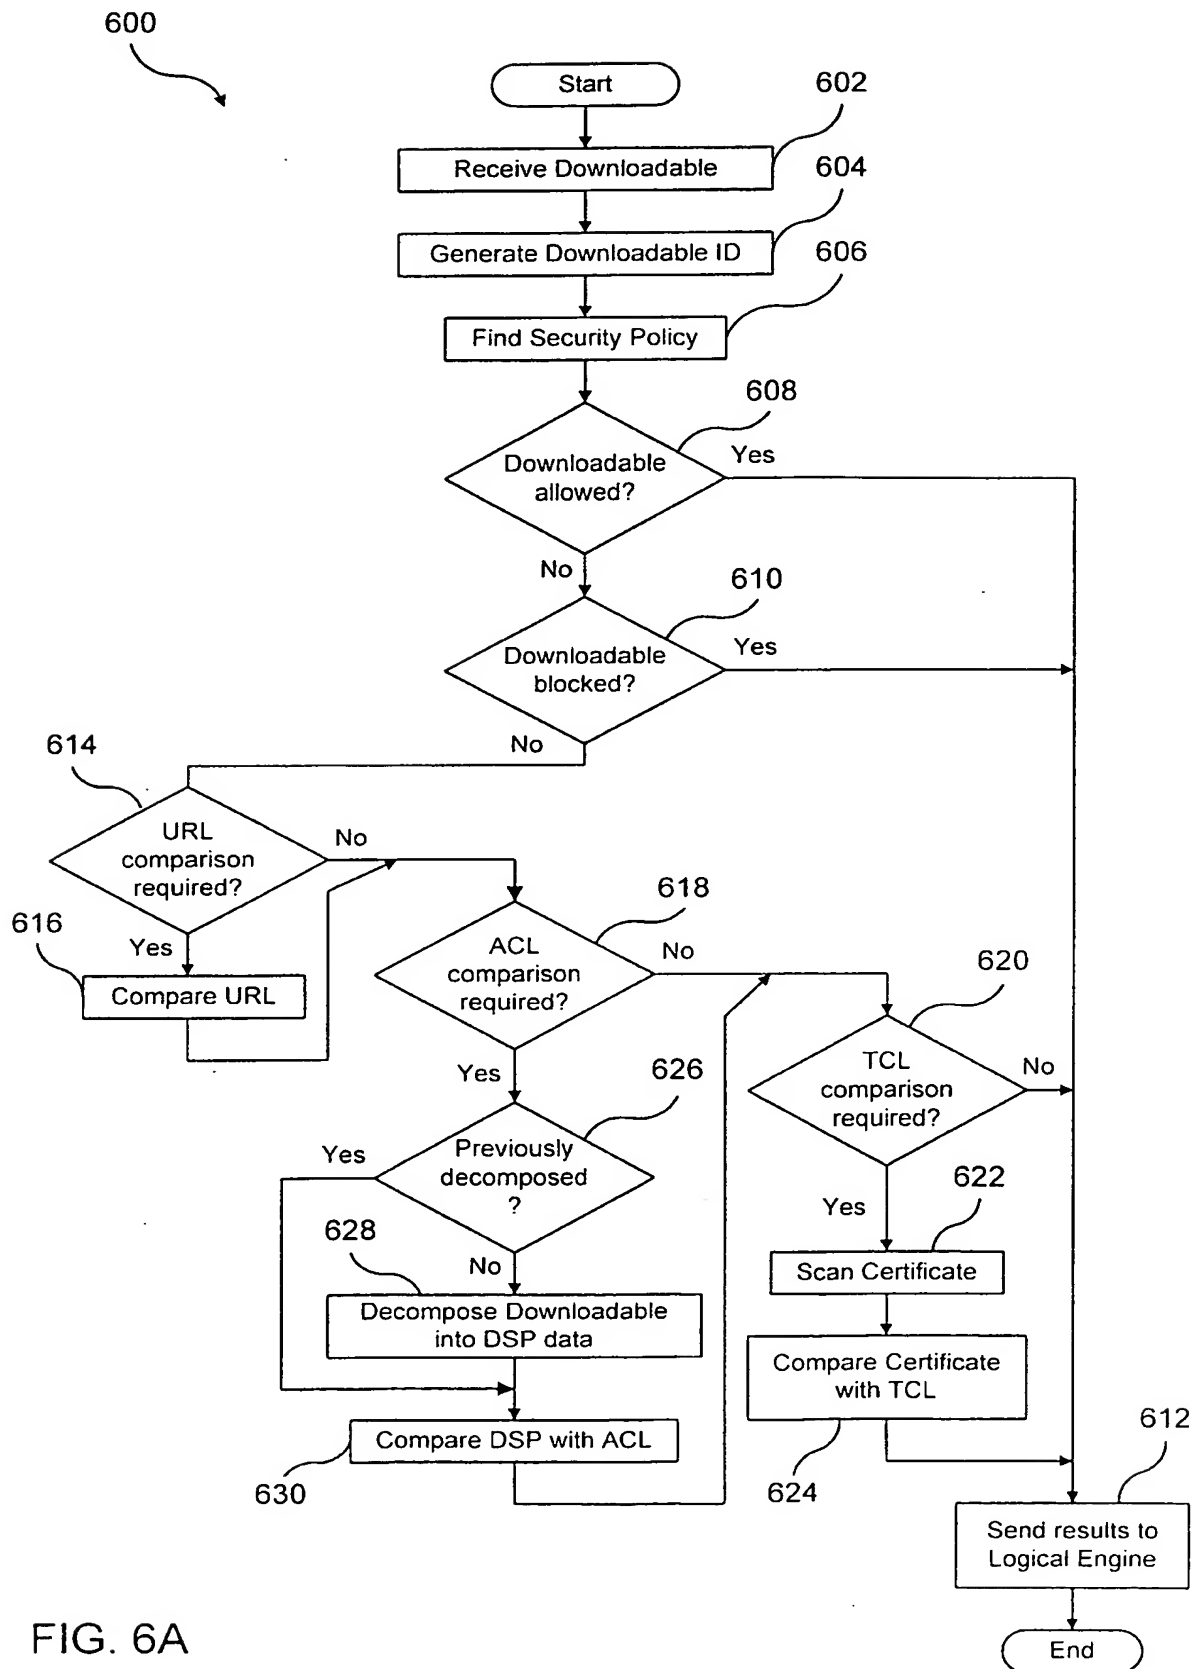 600
Start
602
Receive Downloadable
604
Generate Downloadable ID
606
Find Security Policy
608
Downloadable
allowed?
Yes
No
610
Downloadable
blocked?
Yes
No
614
URL
comparison
required?
No
Yes
616
Compare URL
618
ACL
comparison
required?
No
Yes
620
TCL
comparison
required?
No
Yes
626
Previously
decomposed
?
Yes
No
628
Decompose Downloadable
into DSP data
630
Compare DSP with ACL
622
Scan Certificate
Compare Certificate
with TCL
624
612
Send results to
Logical Engine
End
FIG. 6A